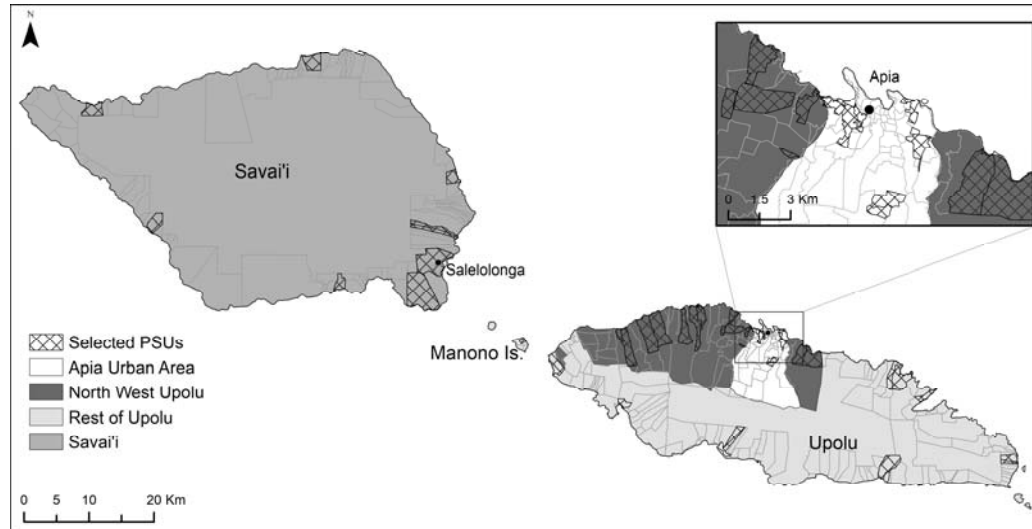 N
Apia
0 1.5 3 Km
Savai'i
Salelolonga
Manono Is.
Upolu
Selected PSUs
Apia Urban Area
North West Upolu
Rest of Upolu
Savai'i
0 5 10 20 Km